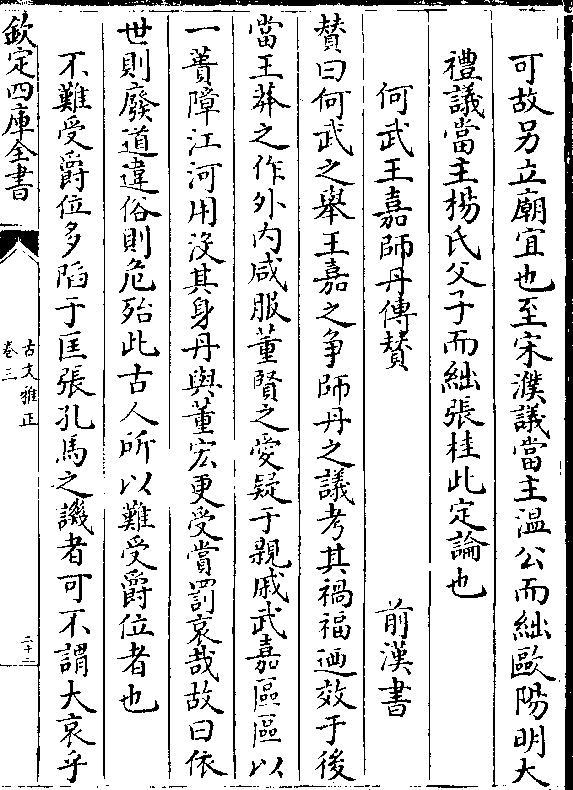 可故另立廟宜也至宋濮議當主溫公而絀歐陽明大
禮議當主楊氏父子而絀張桂此定論也
何武王嘉師丹傳贊 前漢書
賛曰何武之舉王嘉之爭師丹之議考其禍福迺效于後
當王莽之作外内咸服董賢之愛疑于親戚武嘉區區以
一蕢障江河用沒其身丹與董宏更受賞罰哀哉故曰依
世則廢道違俗則危殆此古人所以難受爵位者也
不難受爵位多陷于匡張孔馬之譏者可不謂大哀乎
欽定四庫全書
古文雅正
卷三
二十二